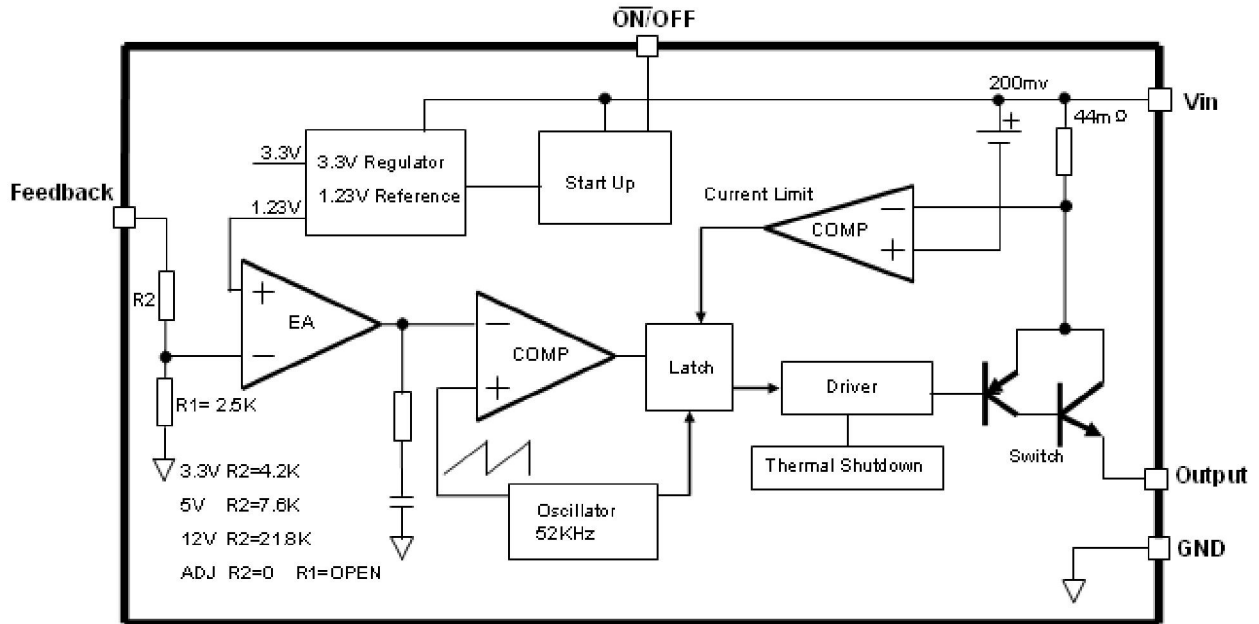 ON/OFF
200mv
Vin
44mΩ
3.3V
3.3V Regulator
1.23V Reference
Start Up
Feedback
1.23V
Current Limit
COMP
R2
EA
COMP
Latch
Driver
R1= 2.5K
Thermal Shutdown
Switch
3.3V R2=4.2K
5V R2=7.6K
12V R2=21.8K
ADJ R2=0 R1=OPEN
Oscillator
52KHz
Output
GND